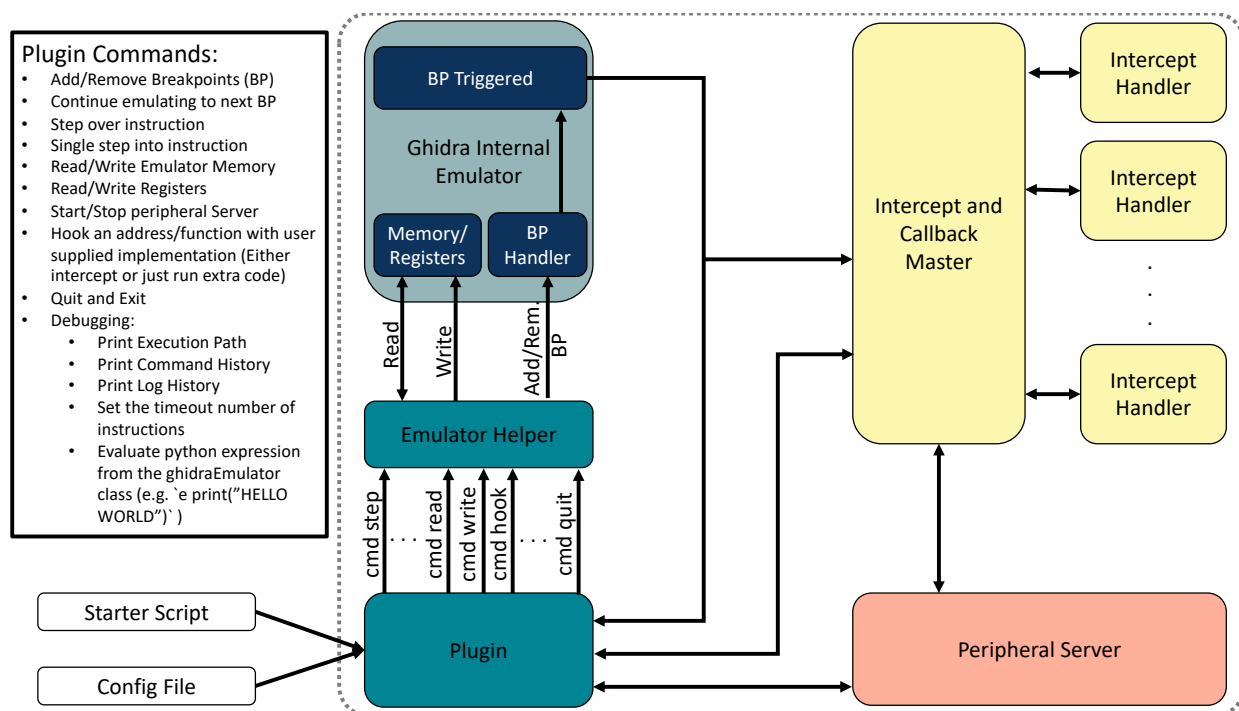 Plugin Commands:
• Add/Remove Breakpoints (BP)
• Continue emulating to next BP
• Step over instruction
• Single step into instruction
• Read/Write Emulator Memory
• Read/Write Registers
• Start/Stop peripheral Server
• Hook an address/function with user
supplied implementation (Either
intercept or just run extra code)
• Quit and Exit
• Debugging:
• Print Execution Path
• Print Command History
• Print Log History
• Set the timeout number of
instructions
• Evaluate python expression
from the ghidraEmulator
class (e.g. `e print(”HELLO
WORLD”)` )
Starter Script
Config File
BP Triggered
Ghidra Internal
Emulator
Memory/
Registers
BP
Handler
Read
Write
Add/Rem.
BP
Emulator Helper
cmd step
. . .
cmd read
cmd write
cmd hook
. . .
cmd quit
Plugin
Intercept and
Callback
Master
Intercept
Handler
Intercept
Handler
.
.
.
Intercept
Handler
Peripheral Server